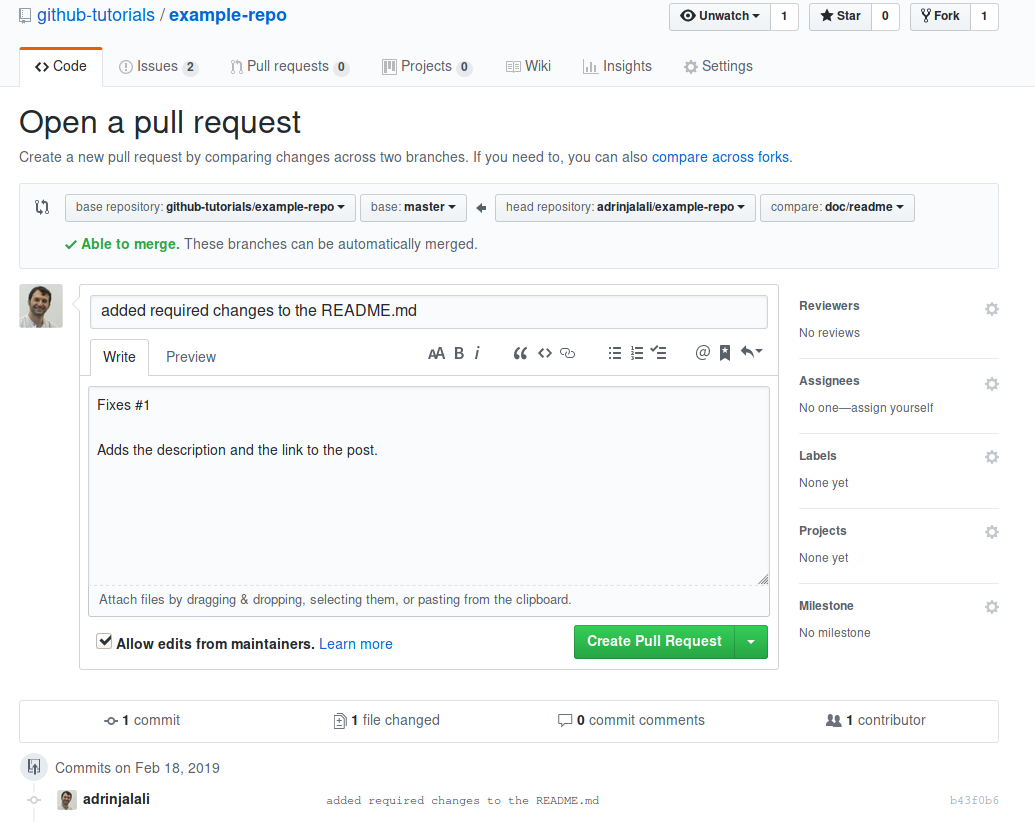 github-tutorials / example-repo
Unwatch 1 Star 0 Fork 1
Code Issues 2 Pull requests 0 Projects 0 Wiki Insights Settings
Open a pull request
Create a new pull request by comparing changes across two branches. If you need to, you can also compare across forks.
base repository: github-tutorials/example-repo base: master head repository: adrinjalali/example-repo compare: doc/readme
Able to merge. These branches can be automatically merged.
added required changes to the README.md
Write Preview AA B i @
Fixes #1
Adds the description and the link to the post.
Attach files by dragging & dropping, selecting them, or pasting from the clipboard.
Allow edits from maintainers. Learn more
Create Pull Request
Reviewers
No reviews
Assignees
No one—assign yourself
Labels
None yet
Projects
None yet
Milestone
No milestone
1 commit 1 file changed 0 commit comments 1 contributor
Commits on Feb 18, 2019
adrinjalali added required changes to the README.md b43f0b6